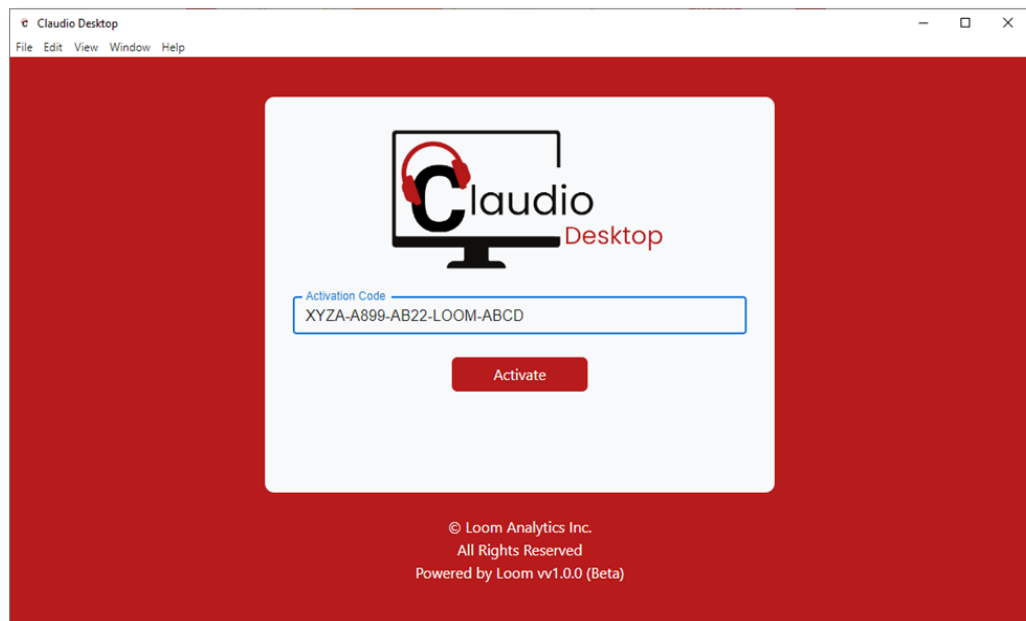 Claudio Desktop
File Edit View Window Help
Claudio
Desktop
Activation Code
XYZA-A899-AB22-LOOM-ABCD
Activate
© Loom Analytics Inc.
All Rights Reserved
Powered by Loom vv1.0.0 (Beta)